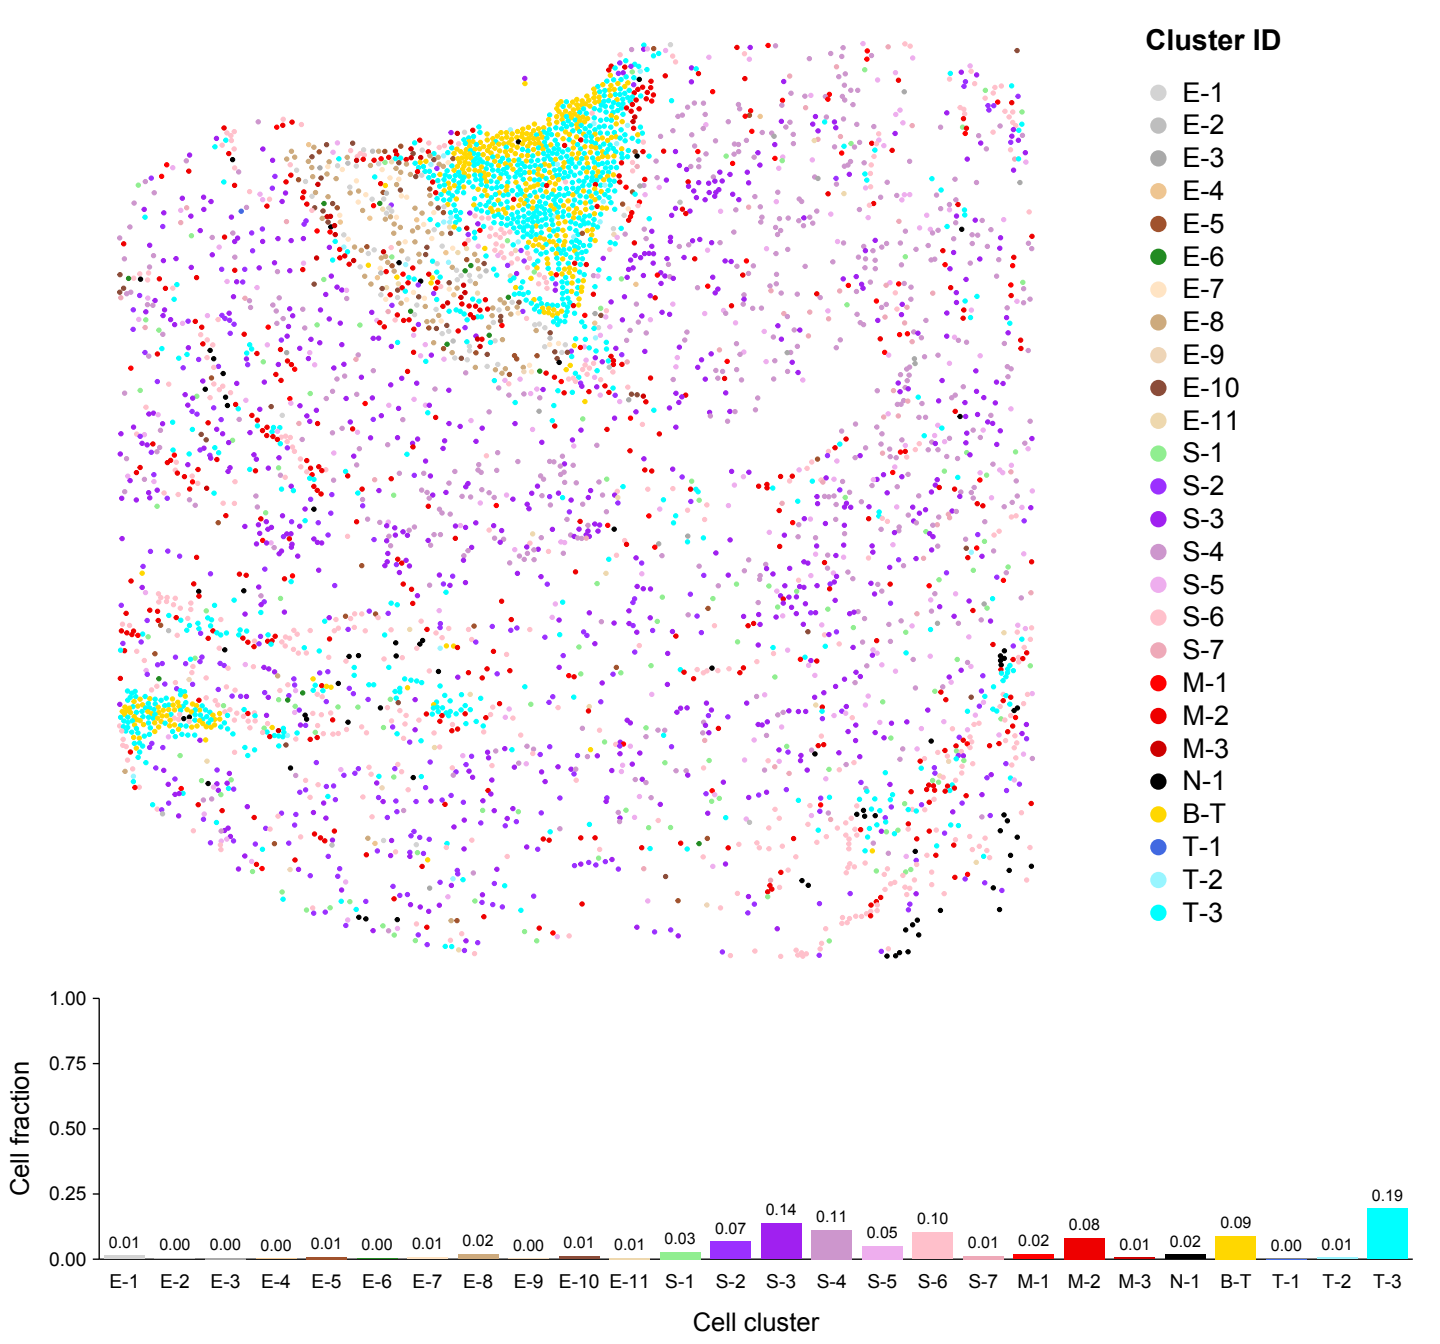 Cluster ID
E-1
E-2
E-3
E-4
E-5
E-6
E-7
E-8
E-9
E-10
E-11
S-1
S-2
S-3
S-4
S-5
S-6
S-7
M-1
M-2
M-3
N-1
B-T
T-1
T-2
T-3
1.00
0.75
0.50
0.25
0.00
Cell fraction
0.01 0.00 0.00 0.00 0.01 0.00 0.01 0.02 0.00 0.01 0.01 0.03 0.07 0.14 0.11 0.05 0.10 0.01 0.02 0.08 0.01 0.02 0.09 0.00 0.01 0.19
E-1 E-2 E-3 E-4 E-5 E-6 E-7 E-8 E-9 E-10 E-11 S-1 S-2 S-3 S-4 S-5 S-6 S-7 M-1 M-2 M-3 N-1 B-T T-1 T-2 T-3
Cell cluster